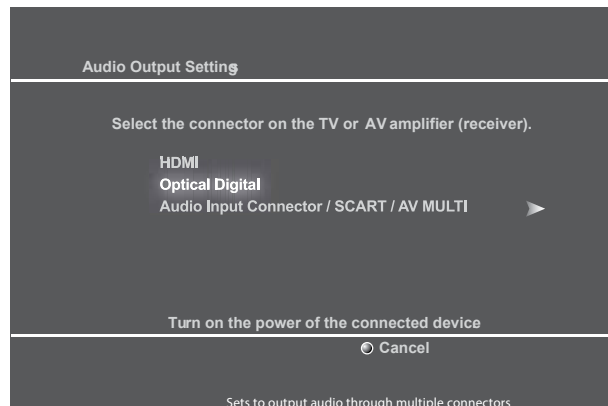 Audio Output Settings
Select the connector on the TV or AV amplifier (receiver).
HDMI
Optical Digital
Audio Input Connector / SCART / AV MULTI
Turn on the power of the connected device
Cancel
Sets to output audio through multiple connectors